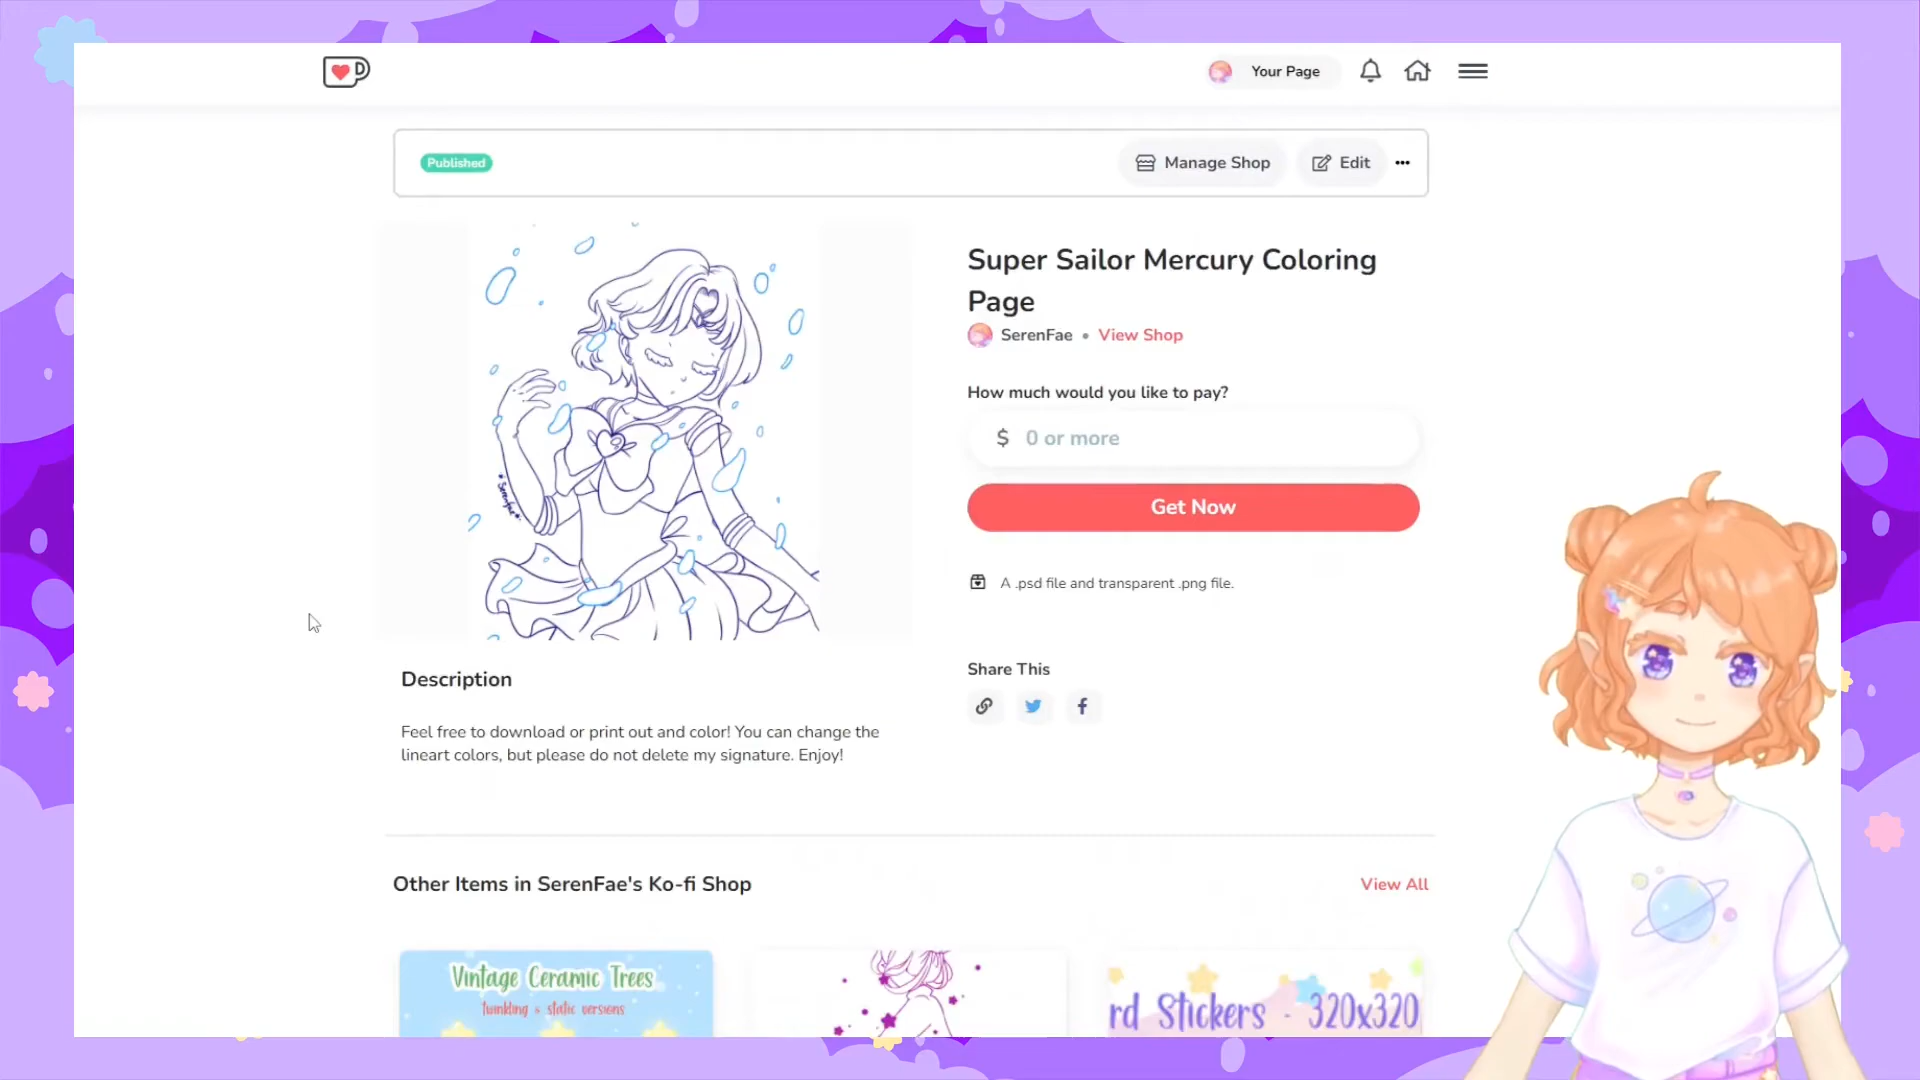 Your Page
Published
Manage Shop
Edit
Super Sailor Mercury Coloring
Page
SerenFae • View Shop
How much would you like to pay?
$ 0 or more
Get Now
A .psd file and transparent .png file.
Share This
SerenFae
Description
Feel free to download or print out and color! You can change the
lineart colors, but please do not delete my signature. Enjoy!
Other Items in SerenFae's Ko-fi Shop
View All
Vintage Ceramic Trees
twinkling & static versions
rd Stickers - 320x320